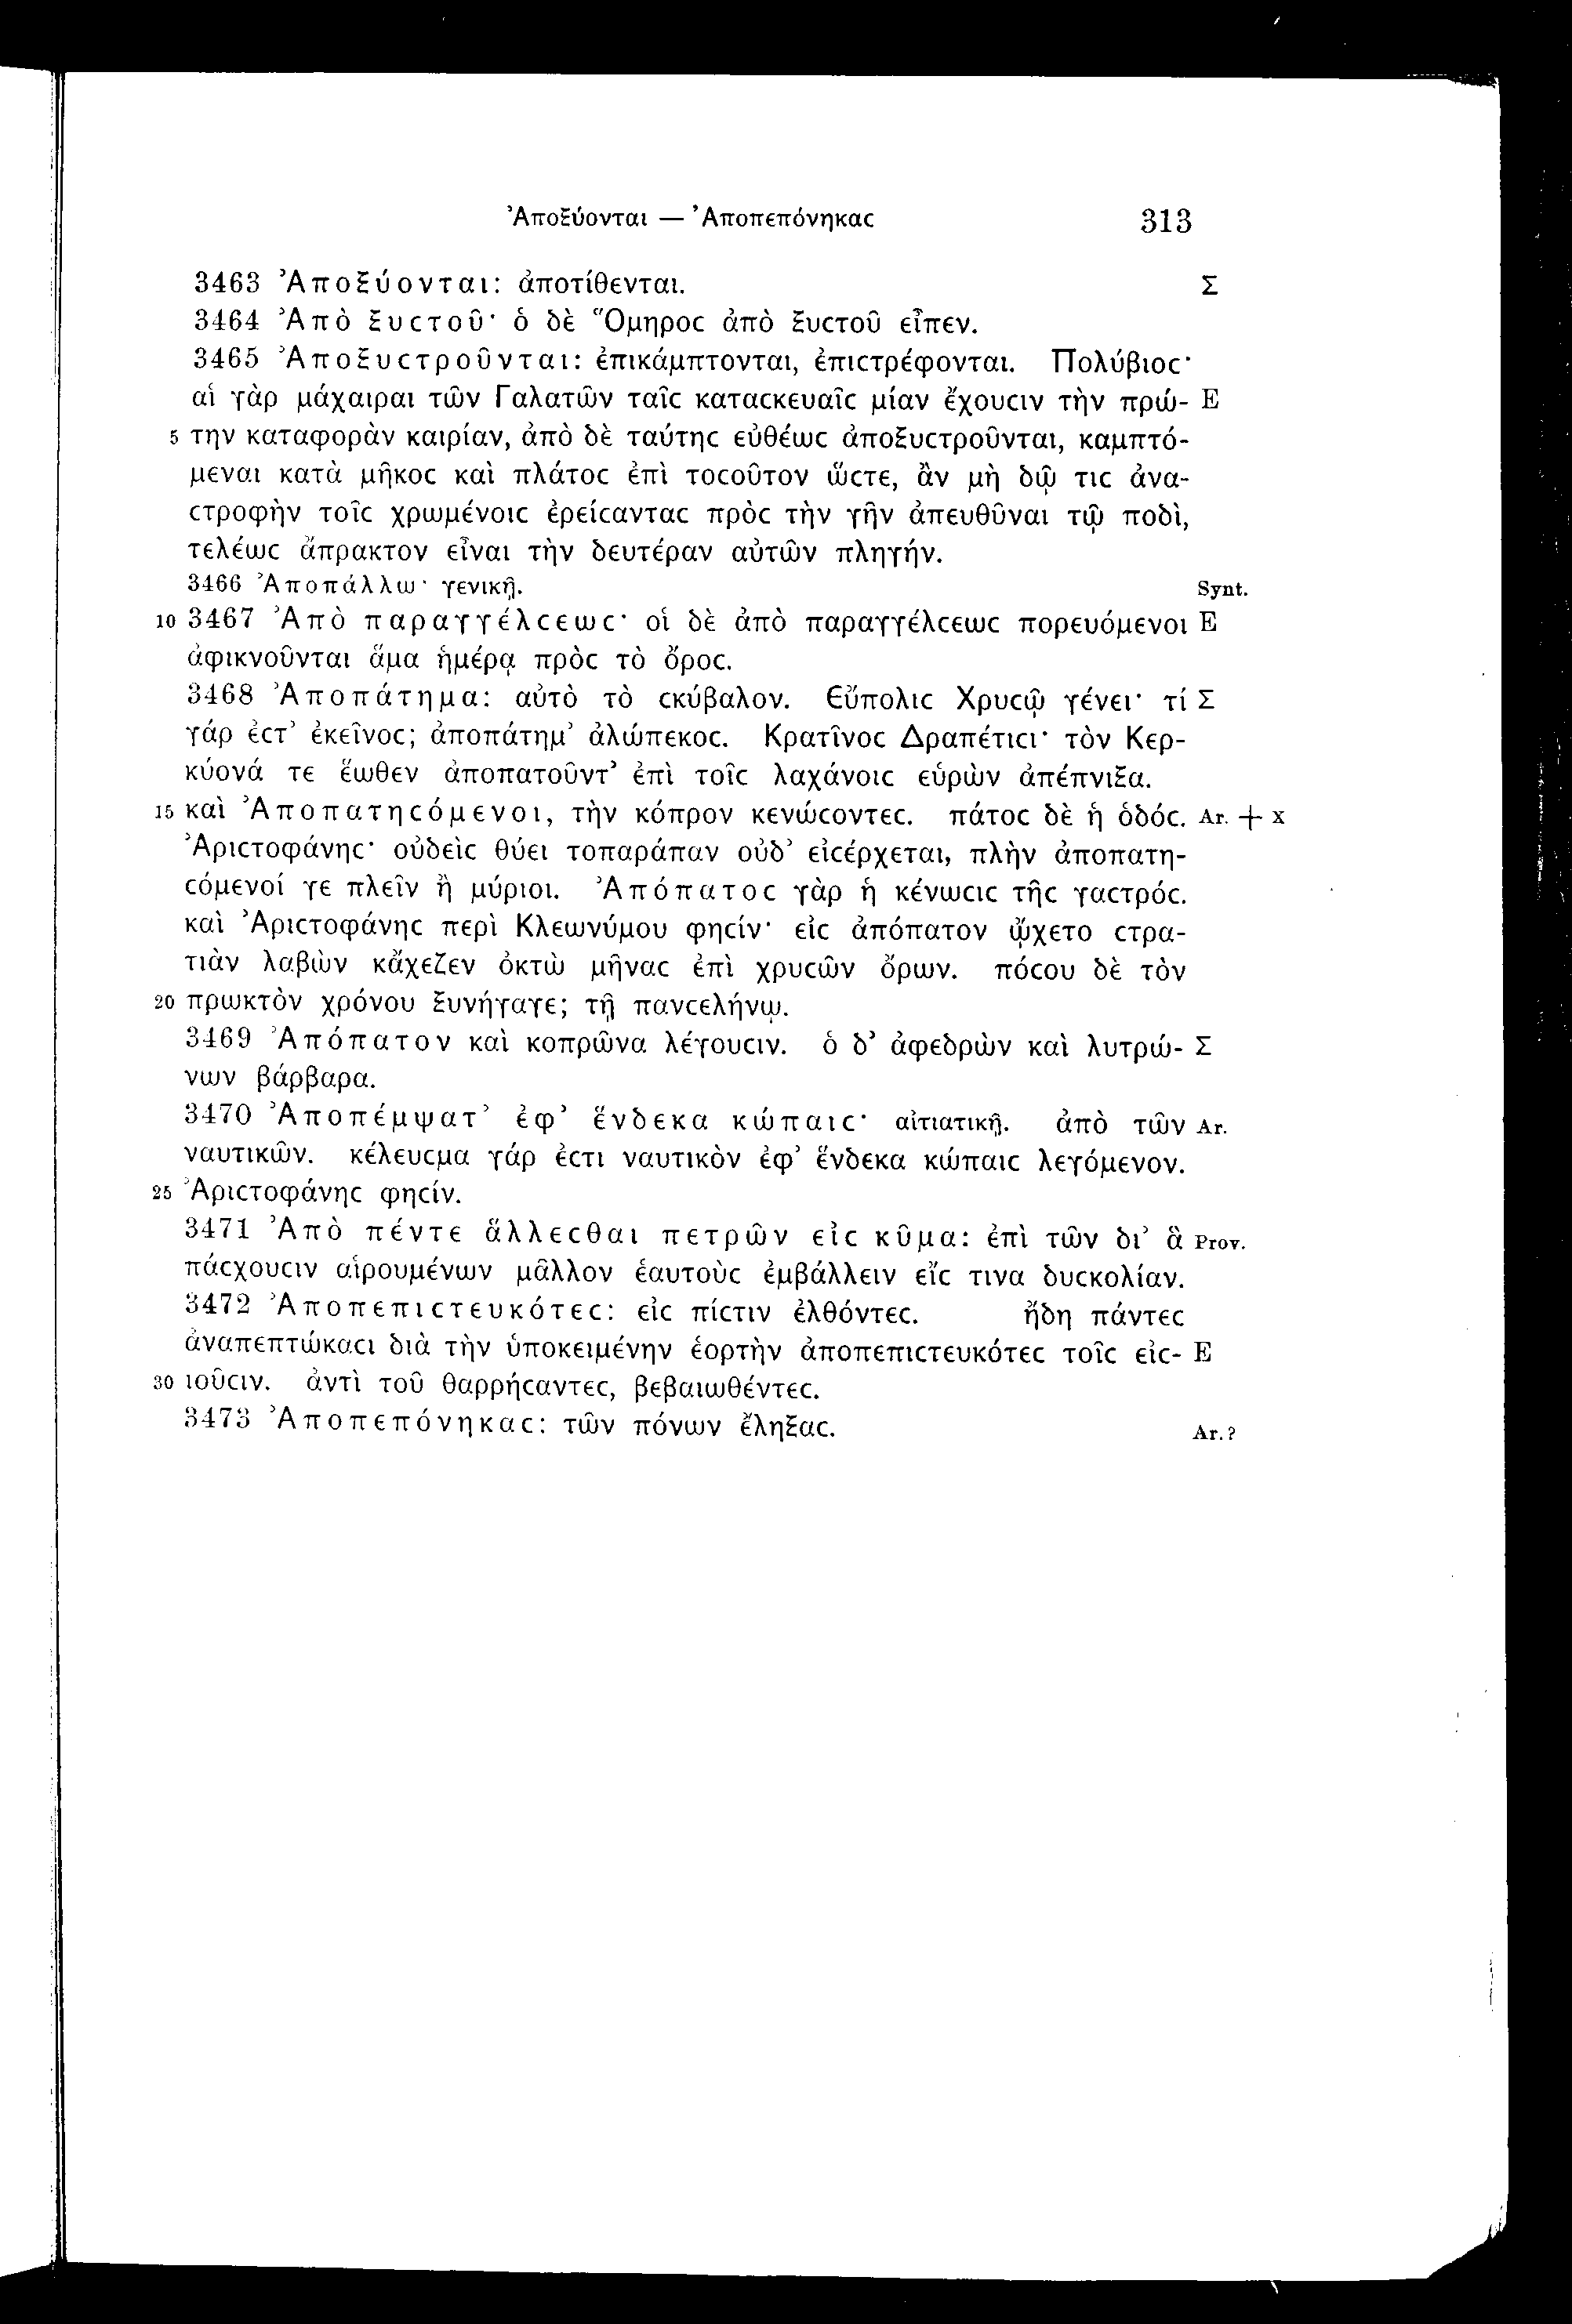 Ἀποξύονται — Ἀποπεπόνηκαϲ 313
3463 Ἀποξύονται: ἀποτίθενται. Σ
3464 Ἀπὸ ξυϲτοῦ· ὁ δὲ Ὅμηροϲ ἀπὸ ξυϲτοῦ εἶπεν.
3465 Ἀποξυϲτροῦνται: ἐπικάμπτονται, ἐπιϲτρέφονται. Πολύβιοϲ·
αἱ γὰρ μάχαιραι τῶν Γαλατῶν ταῖϲ καταϲκευαῖϲ μίαν ἔχουϲιν τὴν πρώ- E
5 την καταφορὰν καιρίαν, ἀπὸ δὲ ταύτηϲ εὐθέωϲ ἀποξυϲτροῦνται, καμπτό-
μεναι κατὰ μῆκοϲ καὶ πλάτοϲ ἐπὶ τοϲοῦτον ὥϲτε, ἂν μὴ δῷ τιϲ ἀνα-
ϲτροφὴν τοῖϲ χρωμένοιϲ ἐρείϲανταϲ πρὸϲ τὴν γῆν ἀπευθῦναι τῷ ποδὶ,
τελέωϲ ἄπρακτον εἶναι τὴν δευτέραν αὐτῶν πληγήν.
3466 Ἀποπάλλω· γενικῇ. Synt.
10 3467 Ἀπὸ παραγγέλϲεωϲ· οἱ δὲ ἀπὸ παραγγέλϲεωϲ πορευόμενοι E
ἀφικνοῦνται ἅμα ἡμέρᾳ πρὸϲ τὸ ὄροϲ.
3468 Ἀποπάτημα: αὐτὸ τὸ ϲκύβαλον. Εὔπολιϲ Χρυϲῷ γένει· τί Σ
γάρ ἐϲτ’ ἐκεῖνοϲ; ἀποπάτημ’ ἀλώπεκοϲ. Κρατῖνοϲ Δραπέτιϲι· τὸν Κερ-
κύονά τε ἕωθεν ἀποπατοῦντ’ ἐπὶ τοῖϲ λαχάνοιϲ εὑρὼν ἀπέπνιξα.
15 καὶ Ἀποπατηϲόμενοι, τὴν κόπρον κενώϲοντεϲ. πάτοϲ δὲ ἡ ὁδόϲ. Ar. + x
Ἀριϲτοφάνηϲ· οὐδεὶϲ θύει τοπαράπαν οὐδ’ εἰϲέρχεται, πλὴν ἀποπατη-
ϲόμενοί γε πλεῖν ἢ μύριοι. Ἀπόπατοϲ γὰρ ἡ κένωϲιϲ τῆϲ γαϲτρόϲ.
καὶ Ἀριϲτοφάνηϲ περὶ Κλεωνύμου φηϲίν· εἰϲ ἀπόπατον ᾤχετο ϲτρα-
τιὰν λαβὼν κἄχεζεν ὀκτὼ μῆναϲ ἐπὶ χρυϲῶν ὄρων. πόϲου δὲ τὸν
20 πρωκτὸν χρόνου ξυνήγαγε; τῇ πανϲελήνῳ.
3469 Ἀπόπατον καὶ κοπρῶνα λέγουϲιν. ὁ δ’ ἀφεδρὼν καὶ λυτρώ- Σ
νων βάρβαρα.
3470 Ἀποπέμψατ’ ἐφ’ ἕνδεκα κώπαιϲ· αἰτιατικῇ. ἀπὸ τῶν Ar.
ναυτικῶν. κέλευϲμα γάρ ἐϲτι ναυτικὸν ἐφ’ ἕνδεκα κώπαιϲ λεγόμενον.
25 Ἀριϲτοφάνηϲ φηϲίν.
3471 Ἀπὸ πέντε ἅλλεϲθαι πετρῶν εἰϲ κῦμα: ἐπὶ τῶν δι’ ἃ Prov.
πάϲχουϲιν αἱρουμένων μᾶλλον ἑαυτοὺϲ ἐμβάλλειν εἴϲ τινα δυϲκολίαν.
3472 Ἀποπεπιϲτευκότεϲ: εἰϲ πίϲτιν ἐλθόντεϲ. ἤδη πάντεϲ
ἀναπεπτώκαϲι διὰ τὴν ὑποκειμένην ἑορτὴν ἀποπεπιϲτευκότεϲ τοῖϲ εἰϲ- E
30 ιοῦϲιν. ἀντὶ τοῦ θαρρήϲαντεϲ, βεβαιωθέντεϲ.
3473 Ἀποπεπόνηκαϲ: τῶν πόνων ἔληξαϲ. Ar.?